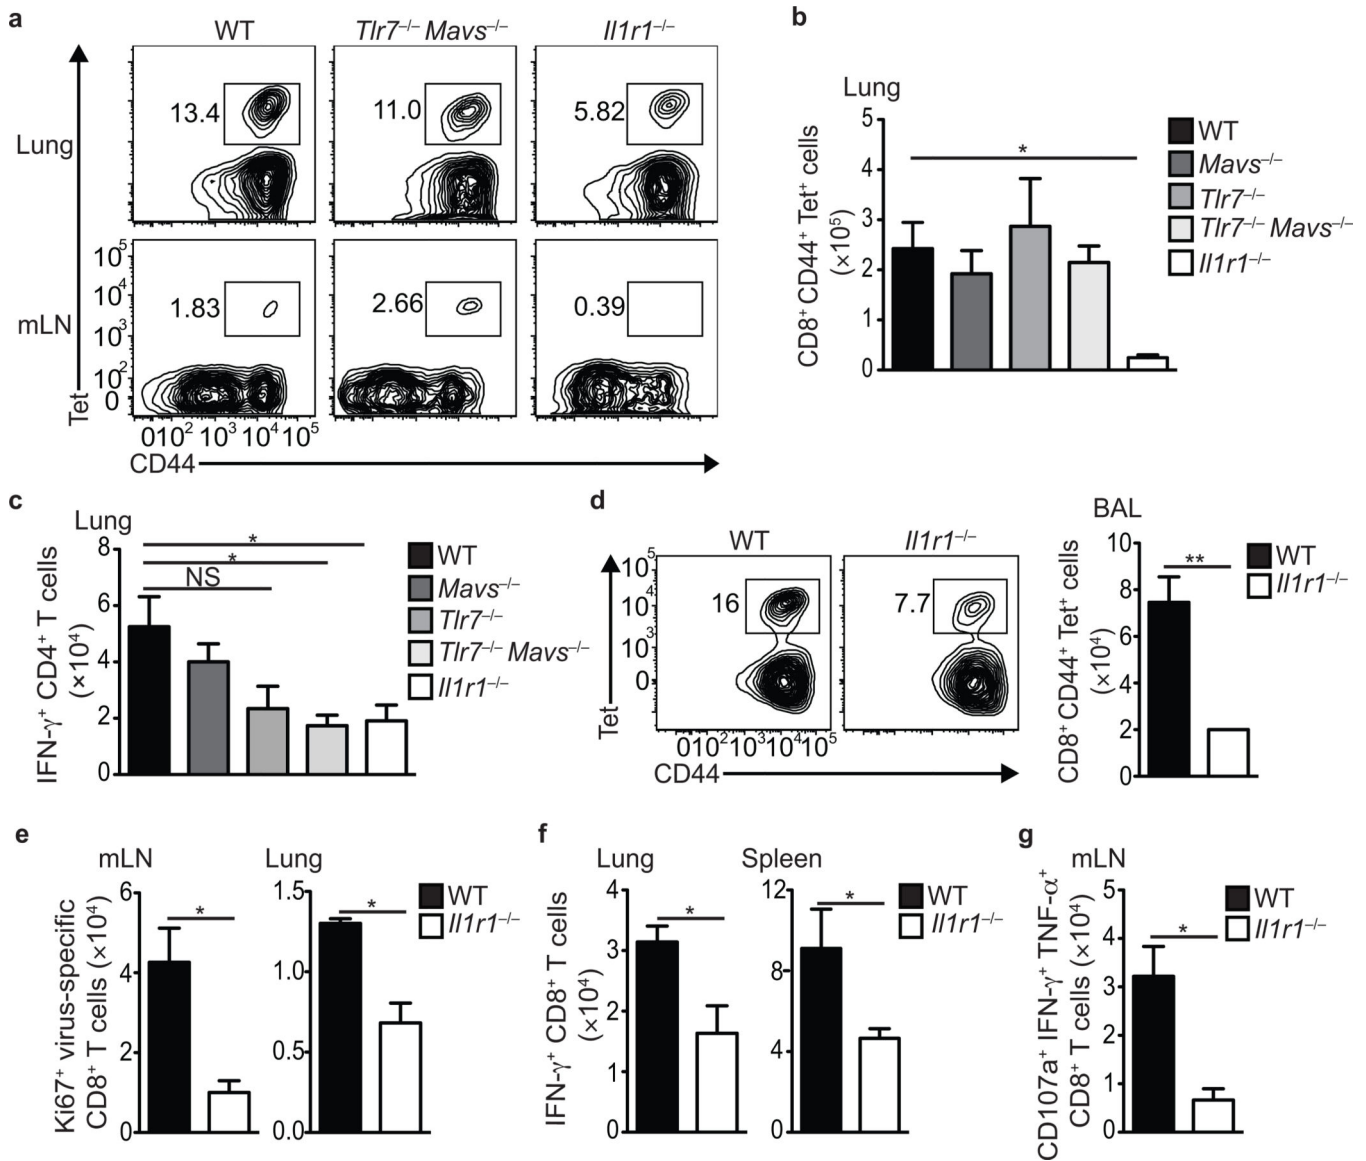 a
WT
Tlr7–/– Mavs–/–
Il1r1–/–
Lung
13.4
11.0
5.82
mLN
10⁵
10⁴
10³
10²
0
1.83
2.66
0.39
Tet
0 10² 10³ 10⁴ 10⁵
CD44
b
Lung
CD8⁺ CD44⁺ Tet⁺ cells
(×10⁵)
5
4
3
2
1
0
*
WT
Mavs–/–
Tlr7–/–
Tlr7–/– Mavs–/–
Il1r1–/–
c
Lung
IFN-γ⁺ CD4⁺ T cells
(×10⁴)
8
6
4
2
0
*
*
NS
WT
Mavs–/–
Tlr7–/–
Tlr7–/– Mavs–/–
Il1r1–/–
d
WT
Il1r1–/–
10⁵
10⁴
10³
0
16
7.7
Tet
0 10² 10³ 10⁴ 10⁵
CD44
BAL
CD8⁺ CD44⁺ Tet⁺ cells
(×10⁴)
10
8
6
4
2
0
**
WT
Il1r1–/–
e
mLN
Ki67⁺ virus-specific
CD8⁺ T cells (×10⁴)
6
4
2
0
*
Lung
1.5
1.0
0.5
0.0
*
WT
Il1r1–/–
f
Lung
IFN-γ⁺ CD8⁺ T cells
(×10⁴)
4
3
2
1
0
*
Spleen
12
8
4
0
*
WT
Il1r1–/–
g
mLN
CD107a⁺ IFN-γ⁺ TNF-α⁺
CD8⁺ T cells (×10⁴)
5
4
3
2
1
0
*
WT
Il1r1–/–